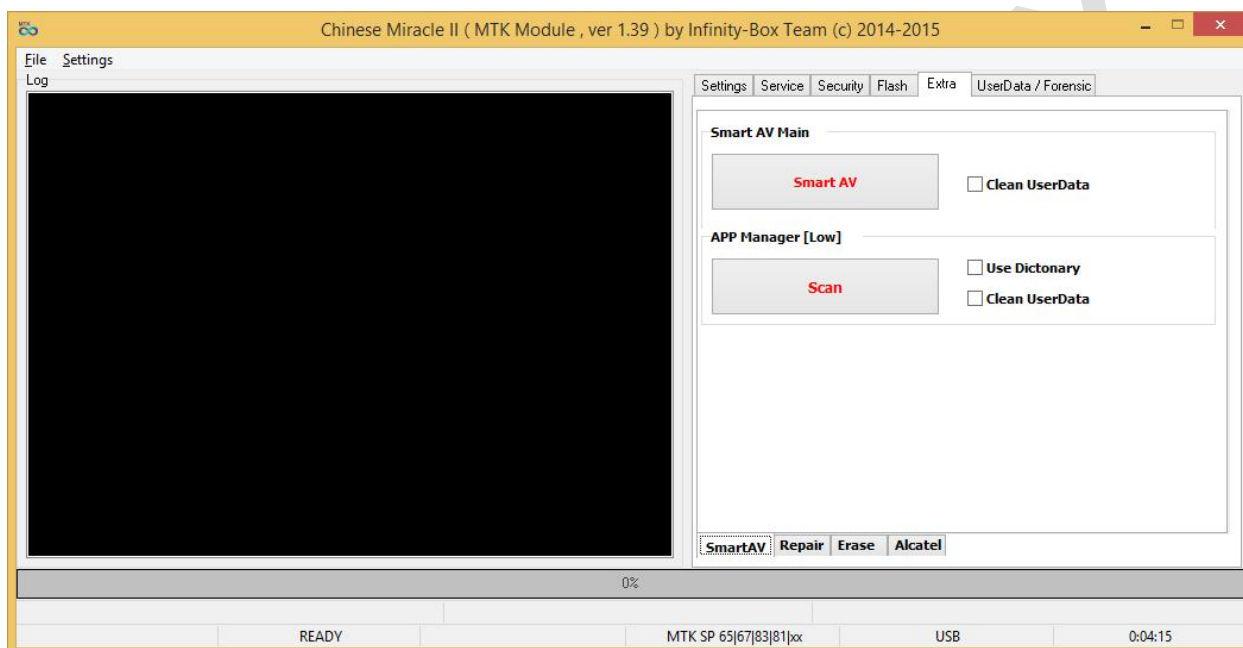 MTK
Chinese Miracle II ( MTK Module , ver 1.39 ) by Infinity-Box Team (c) 2014-2015
File Settings
Log
Settings Service Security Flash Extra UserData / Forensic
Smart AV Main
Smart AV
Clean UserData
APP Manager [Low]
Scan
Use Dictonary
Clean UserData
SmartAV Repair Erase Alcatel
0%
READY MTK SP 65|67|83|81|xx USB 0:04:15